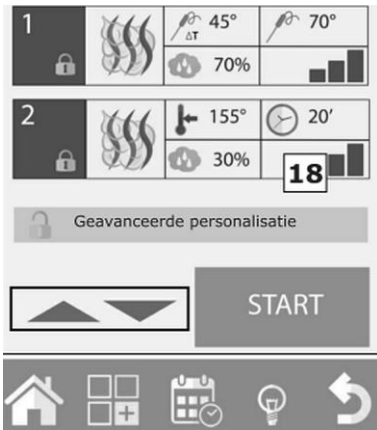 1 45° 70°
ΔT
70%
2 155° 20'
30% 18
Geavanceerde personalisatie
START